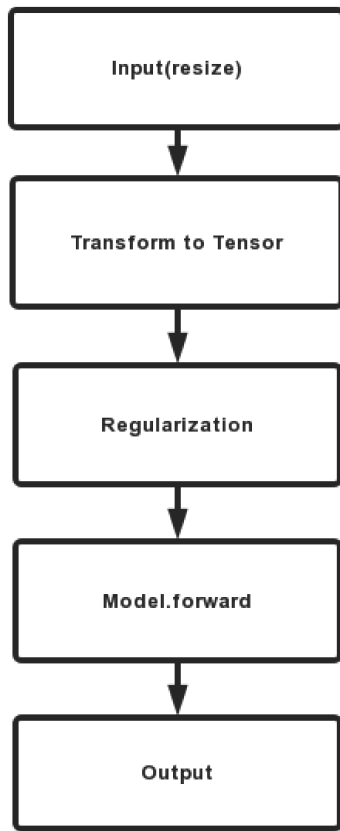 Input(resize)
Transform to Tensor
Regularization
Model.forward
Output